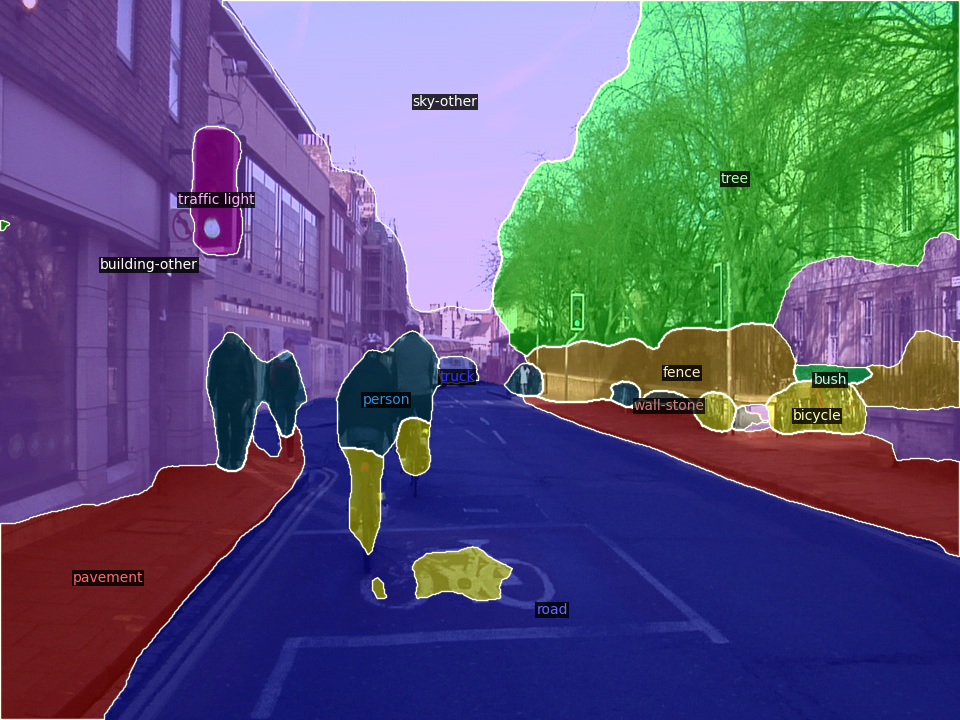 sky-other
tree
traffic light
building-other
fence
truck
bush
person
wall-stone
bicycle
pavement
road